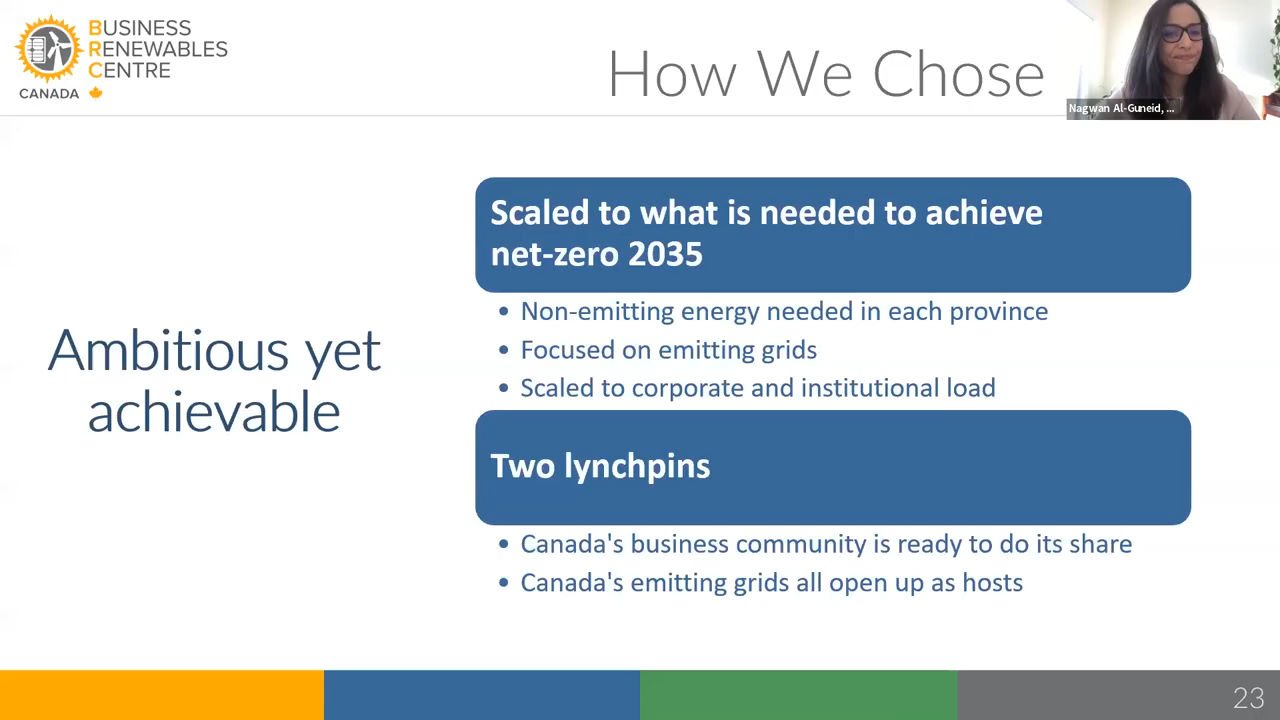 BUSINESS
RENEWABLES
CENTRE
CANADA
How We Chose
Nagwan Al-Guneid, ...
Ambitious yet
achievable
Scaled to what is needed to achieve
net-zero 2035
• Non-emitting energy needed in each province
• Focused on emitting grids
• Scaled to corporate and institutional load
Two lynchpins
• Canada's business community is ready to do its share
• Canada's emitting grids all open up as hosts
23